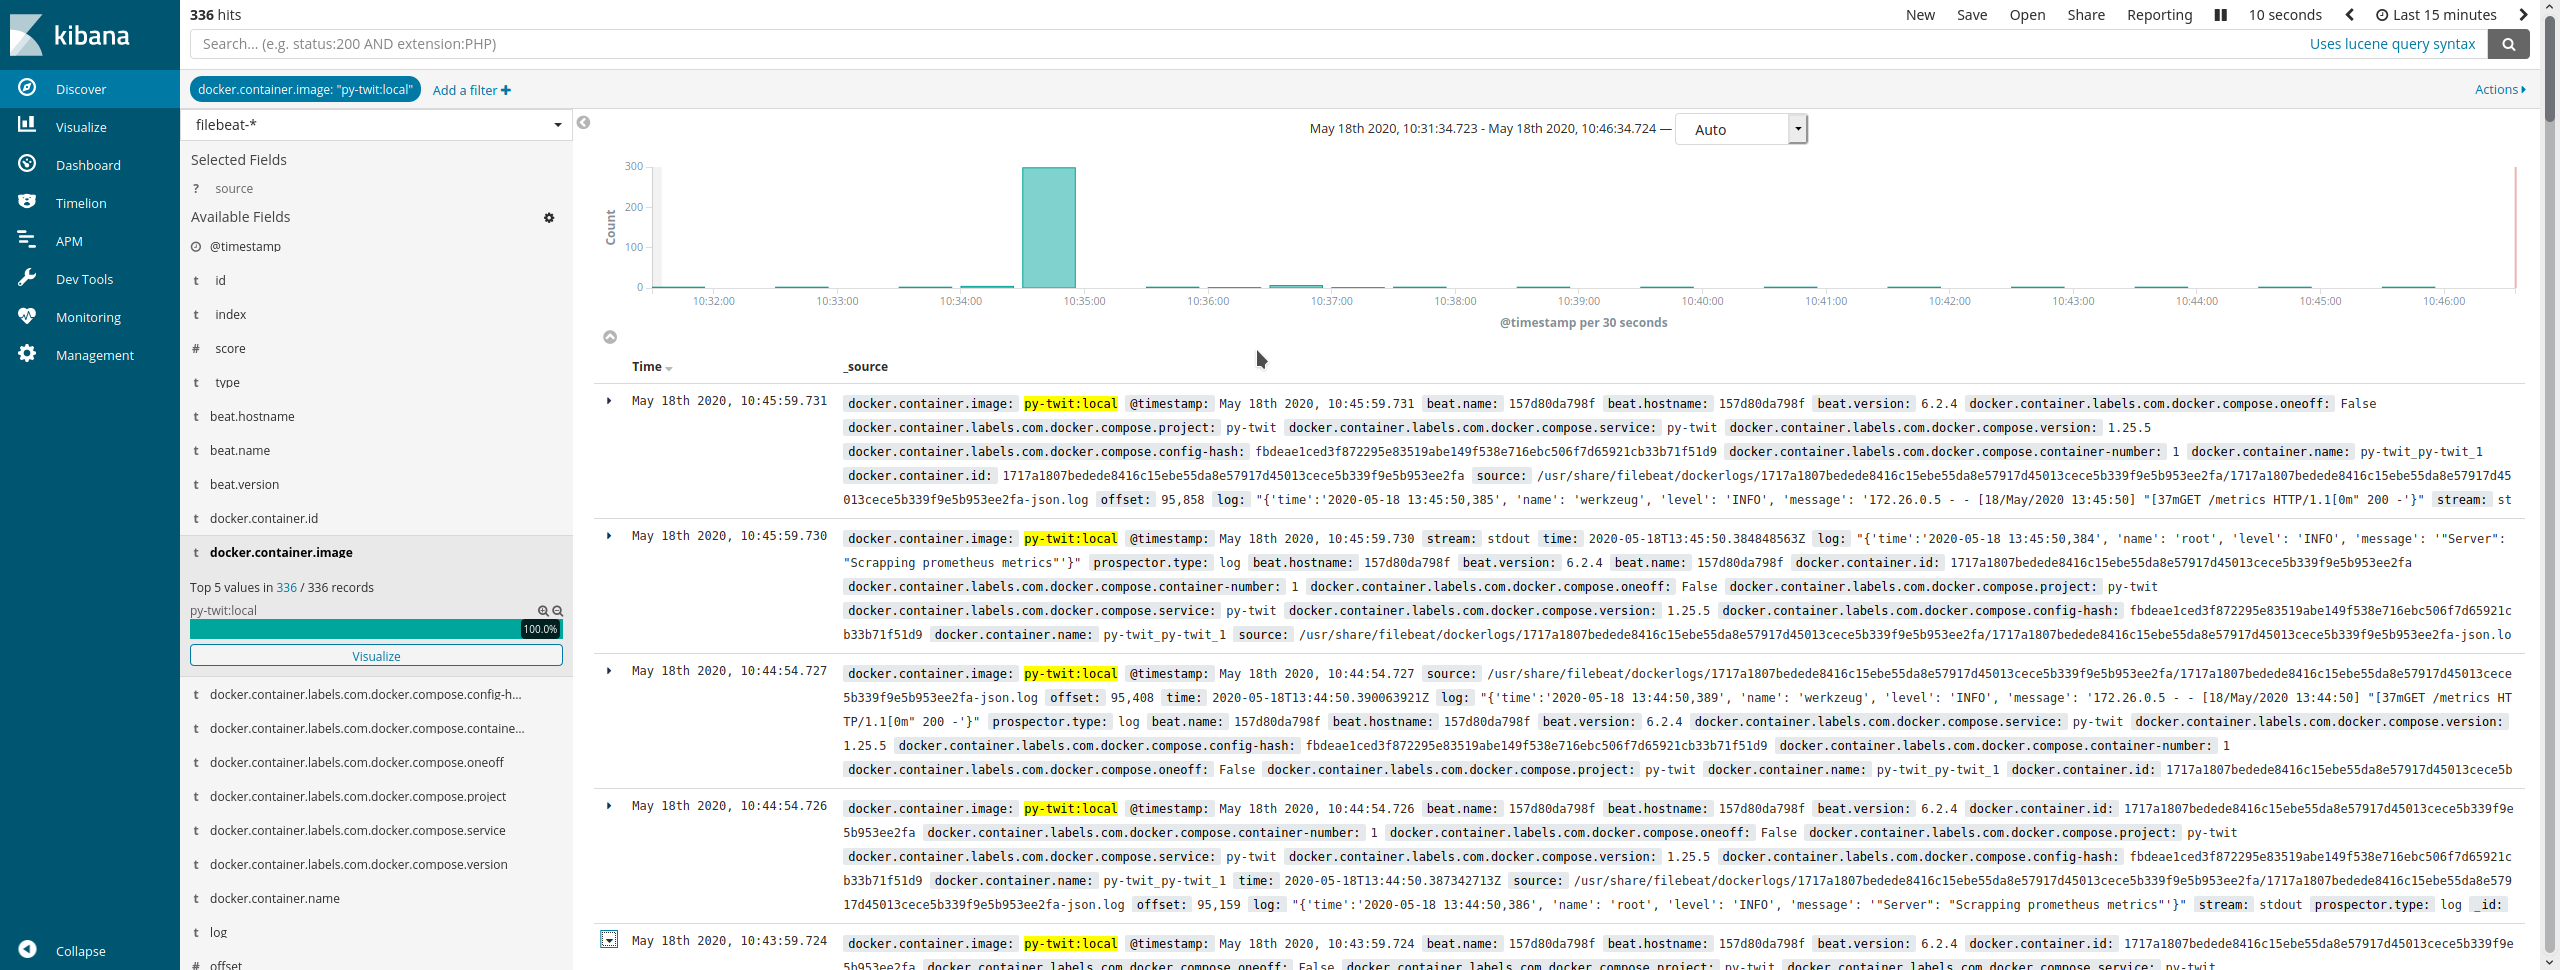 kibana
Discover
Visualize
Dashboard
Timelion
APM
Dev Tools
Monitoring
Management
Collapse
336 hits
New Save Open Share Reporting 10 seconds Last 15 minutes
Search... (e.g. status:200 AND extension:PHP)
Uses lucene query syntax
docker.container.image: "py-twit:local" Add a filter +
Actions
filebeat-*
Selected Fields
? source
Available Fields
@timestamp
t id
t index
# score
t type
t beat.hostname
t beat.name
t beat.version
t docker.container.id
t docker.container.image
Top 5 values in 336 / 336 records
py-twit:local
100.0%
Visualize
t docker.container.labels.com.docker.compose.config-h...
t docker.container.labels.com.docker.compose.containe...
t docker.container.labels.com.docker.compose.oneoff
t docker.container.labels.com.docker.compose.project
t docker.container.labels.com.docker.compose.service
t docker.container.labels.com.docker.compose.version
t docker.container.name
t log
# offset
May 18th 2020, 10:31:34.723 - May 18th 2020, 10:46:34.724 — Auto
Count
300
200
100
0
10:32:00 10:33:00 10:34:00 10:35:00 10:36:00 10:37:00 10:38:00 10:39:00 10:40:00 10:41:00 10:42:00 10:43:00 10:44:00 10:45:00 10:46:00
@timestamp per 30 seconds
Time _source
May 18th 2020, 10:45:59.731 docker.container.image: py-twit:local @timestamp: May 18th 2020, 10:45:59.731 beat.name: 157d80da798f beat.hostname: 157d80da798f beat.version: 6.2.4 docker.container.labels.com.docker.compose.oneoff: False
docker.container.labels.com.docker.compose.project: py-twit docker.container.labels.com.docker.compose.service: py-twit docker.container.labels.com.docker.compose.version: 1.25.5
docker.container.labels.com.docker.compose.config-hash: fbdeae1ced3f872295e83519abe149f538e716ebc506f7d65921cb33b71f51d9 docker.container.labels.com.docker.compose.container-number: 1 docker.container.name: py-twit_py-twit_1
docker.container.id: 1717a1807bedede8416c15ebe55da8e57917d45013cece5b339f9e5b953ee2fa source: /usr/share/filebeat/dockerlogs/1717a1807bedede8416c15ebe55da8e57917d45013cece5b339f9e5b953ee2fa/1717a1807bedede8416c15ebe55da8e57917d45
013cece5b339f9e5b953ee2fa-json.log offset: 95,858 log: "{'time':'2020-05-18 13:45:50,385', 'name': 'werkzeug', 'level': 'INFO', 'message': '172.26.0.5 - - [18/May/2020 13:45:50] "[37mGET /metrics HTTP/1.1[0m" 200 -'}" stream: st
May 18th 2020, 10:45:59.730 docker.container.image: py-twit:local @timestamp: May 18th 2020, 10:45:59.730 stream: stdout time: 2020-05-18T13:45:50.384848563Z log: "{'time':'2020-05-18 13:45:50,384', 'name': 'root', 'level': 'INFO', 'message': '"Server":
"Scrapping prometheus metrics"'}" prospector.type: log beat.hostname: 157d80da798f beat.version: 6.2.4 beat.name: 157d80da798f docker.container.id: 1717a1807bedede8416c15ebe55da8e57917d45013cece5b339f9e5b953ee2fa
docker.container.labels.com.docker.compose.container-number: 1 docker.container.labels.com.docker.compose.oneoff: False docker.container.labels.com.docker.compose.project: py-twit
docker.container.labels.com.docker.compose.service: py-twit docker.container.labels.com.docker.compose.version: 1.25.5 docker.container.labels.com.docker.compose.config-hash: fbdeae1ced3f872295e83519abe149f538e716ebc506f7d65921c
b33b71f51d9 docker.container.name: py-twit_py-twit_1 source: /usr/share/filebeat/dockerlogs/1717a1807bedede8416c15ebe55da8e57917d45013cece5b339f9e5b953ee2fa/1717a1807bedede8416c15ebe55da8e57917d45013cece5b339f9e5b953ee2fa-json.lo
May 18th 2020, 10:44:54.727 docker.container.image: py-twit:local @timestamp: May 18th 2020, 10:44:54.727 source: /usr/share/filebeat/dockerlogs/1717a1807bedede8416c15ebe55da8e57917d45013cece5b339f9e5b953ee2fa/1717a1807bedede8416c15ebe55da8e57917d45013cece
5b339f9e5b953ee2fa-json.log offset: 95,408 time: 2020-05-18T13:44:50.390063921Z log: "{'time':'2020-05-18 13:44:50,389', 'name': 'werkzeug', 'level': 'INFO', 'message': '172.26.0.5 - - [18/May/2020 13:44:50] "[37mGET /metrics HT
TP/1.1[0m" 200 -'}" prospector.type: log beat.name: 157d80da798f beat.hostname: 157d80da798f beat.version: 6.2.4 docker.container.labels.com.docker.compose.service: py-twit docker.container.labels.com.docker.compose.version:
1.25.5 docker.container.labels.com.docker.compose.config-hash: fbdeae1ced3f872295e83519abe149f538e716ebc506f7d65921cb33b71f51d9 docker.container.labels.com.docker.compose.container-number: 1
docker.container.labels.com.docker.compose.oneoff: False docker.container.labels.com.docker.compose.project: py-twit docker.container.name: py-twit_py-twit_1 docker.container.id: 1717a1807bedede8416c15ebe55da8e57917d45013cece5b
May 18th 2020, 10:44:54.726 docker.container.image: py-twit:local @timestamp: May 18th 2020, 10:44:54.726 beat.name: 157d80da798f beat.hostname: 157d80da798f beat.version: 6.2.4 docker.container.id: 1717a1807bedede8416c15ebe55da8e57917d45013cece5b339f9e
5b953ee2fa docker.container.labels.com.docker.compose.container-number: 1 docker.container.labels.com.docker.compose.oneoff: False docker.container.labels.com.docker.compose.project: py-twit
docker.container.labels.com.docker.compose.service: py-twit docker.container.labels.com.docker.compose.version: 1.25.5 docker.container.labels.com.docker.compose.config-hash: fbdeae1ced3f872295e83519abe149f538e716ebc506f7d65921c
b33b71f51d9 docker.container.name: py-twit_py-twit_1 time: 2020-05-18T13:44:50.387342713Z source: /usr/share/filebeat/dockerlogs/1717a1807bedede8416c15ebe55da8e57917d45013cece5b339f9e5b953ee2fa/1717a1807bedede8416c15ebe55da8e579
17d45013cece5b339f9e5b953ee2fa-json.log offset: 95,159 log: "{'time':'2020-05-18 13:44:50,386', 'name': 'root', 'level': 'INFO', 'message': '"Server": "Scrapping prometheus metrics"'}" stream: stdout prospector.type: log _id:
May 18th 2020, 10:43:59.724 docker.container.image: py-twit:local @timestamp: May 18th 2020, 10:43:59.724 beat.name: 157d80da798f beat.hostname: 157d80da798f beat.version: 6.2.4 docker.container.id: 1717a1807bedede8416c15ebe55da8e57917d45013cece5b339f9e
5b953ee2fa docker.container.labels.com.docker.compose.oneoff: False docker.container.labels.com.docker.compose.project: py-twit docker.container.labels.com.docker.compose.service: py-twit